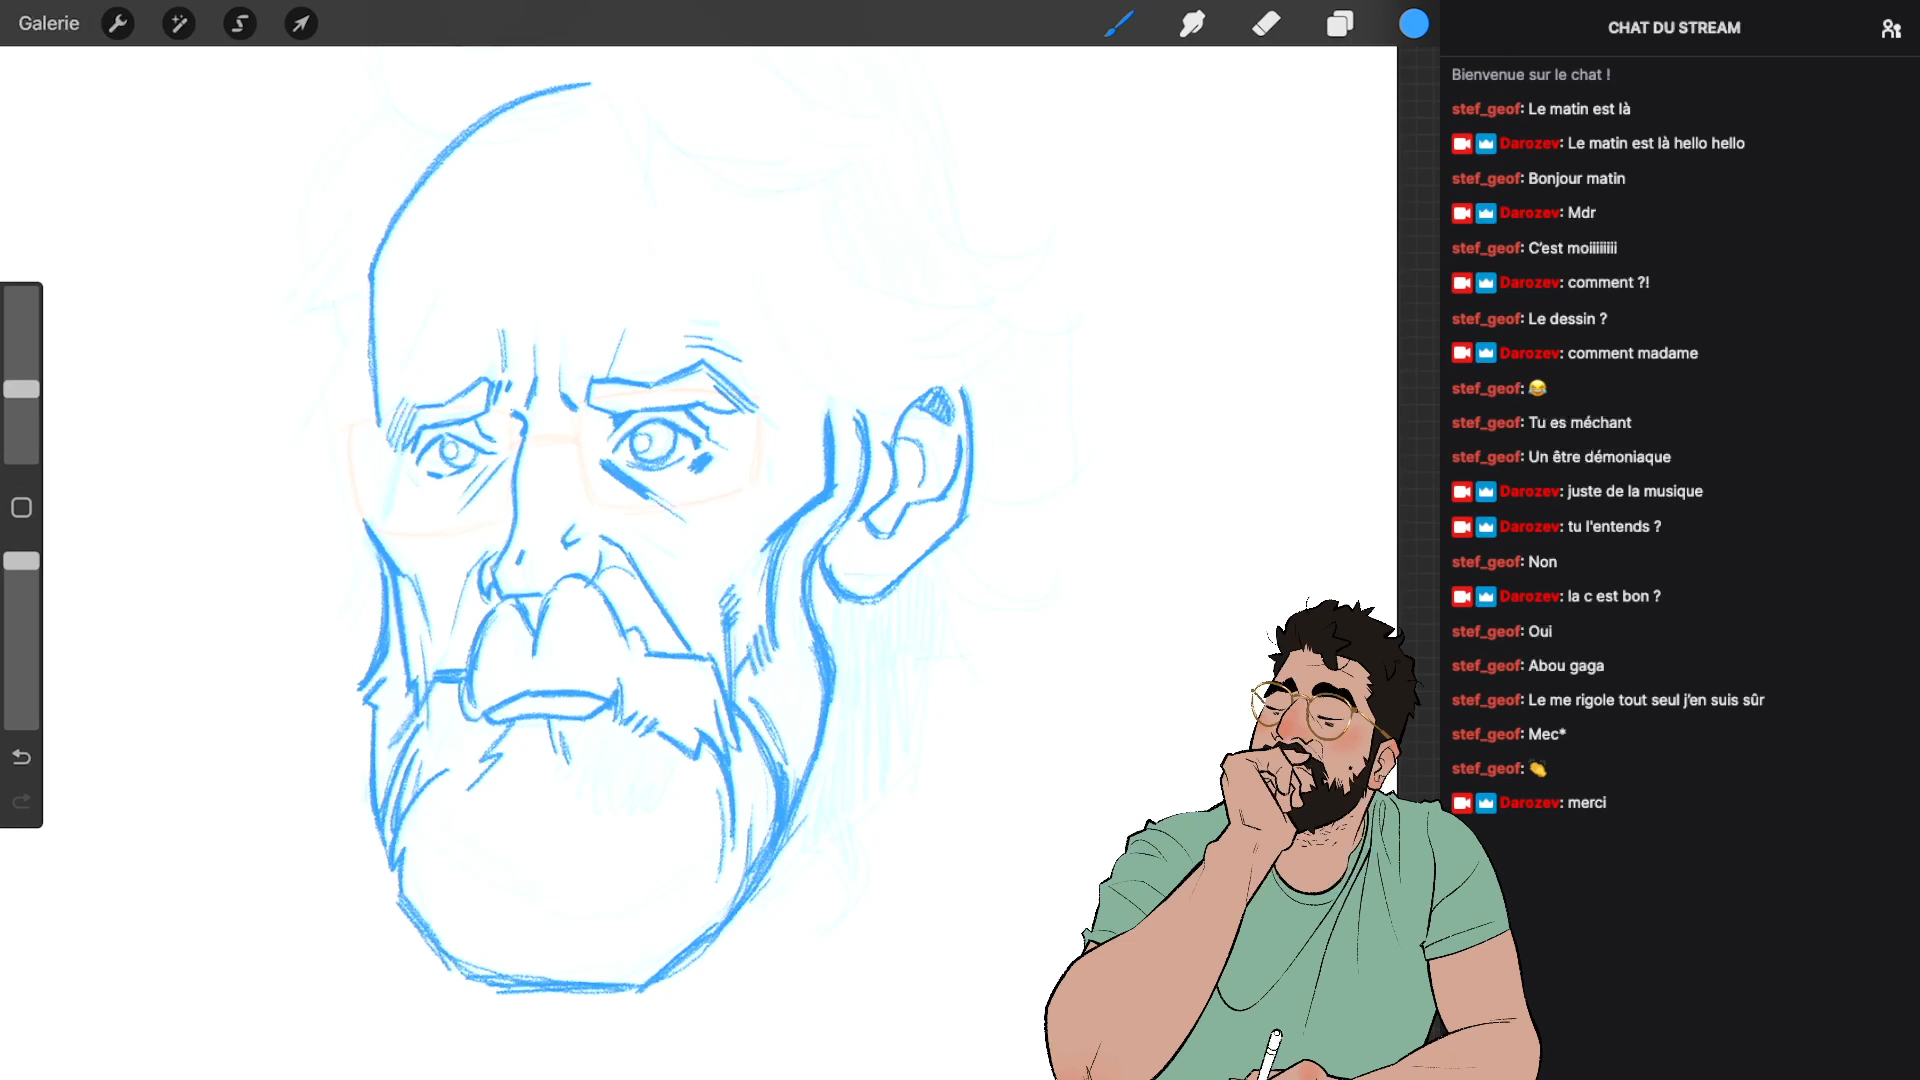 Galerie
CHAT DU STREAM
Bienvenue sur le chat !
stef_geof: Le matin est là
Darozev: Le matin est là hello hello
stef_geof: Bonjour matin
Darozev: Mdr
stef_geof: C'est moiiiiiiii
Darozev: comment ?!
stef_geof: Le dessin ?
Darozev: comment madame
stef_geof: 😂
stef_geof: Tu es méchant
stef_geof: Un être démoniaque
Darozev: juste de la musique
Darozev: tu l'entends ?
stef_geof: Non
Darozev: la c est bon ?
stef_geof: Oui
stef_geof: Abou gaga
stef_geof: Le me rigole tout seul j'en suis sûr
stef_geof: Mec*
stef_geof: 👏
Darozev: merci